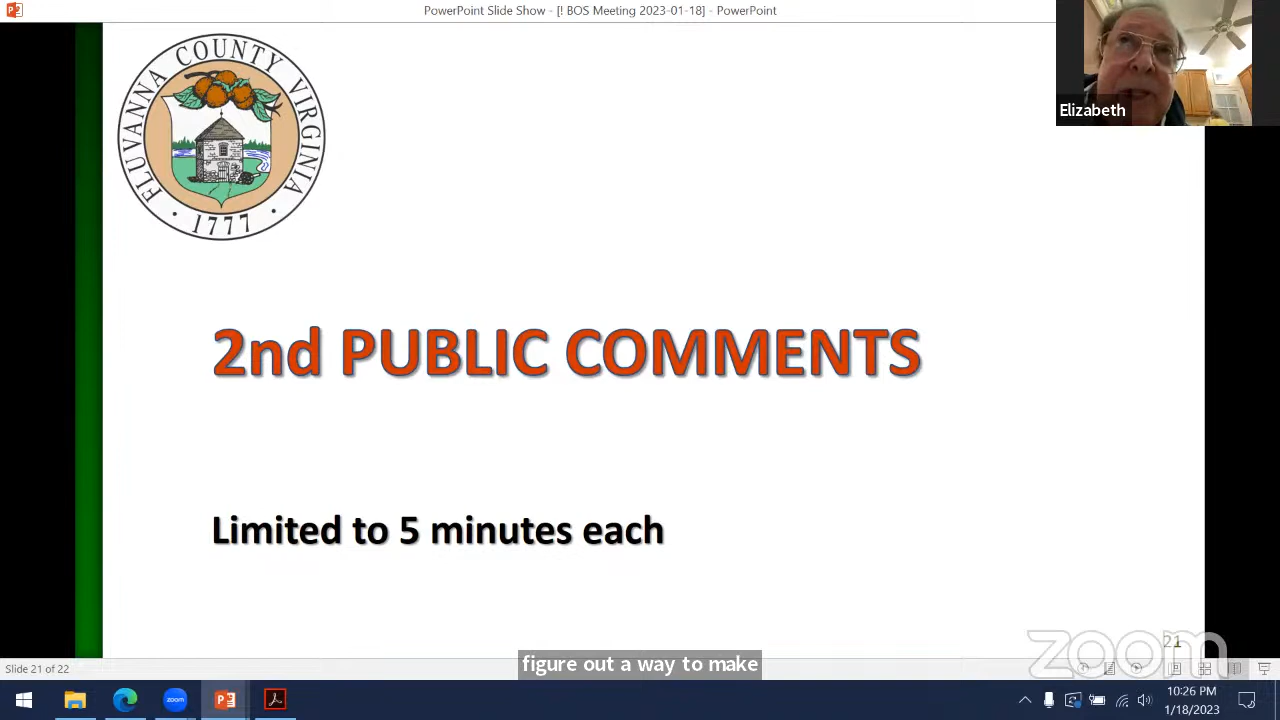 PowerPoint Slide Show - [! BOS Meeting 2023-01-18] - PowerPoint
Elizabeth
FLUVANNA COUNTY VIRGINIA
• 1777 •
2nd PUBLIC COMMENTS
Limited to 5 minutes each
21
zoom
figure out a way to make
Slide 21 of 22
zoom
10:26 PM
1/18/2023